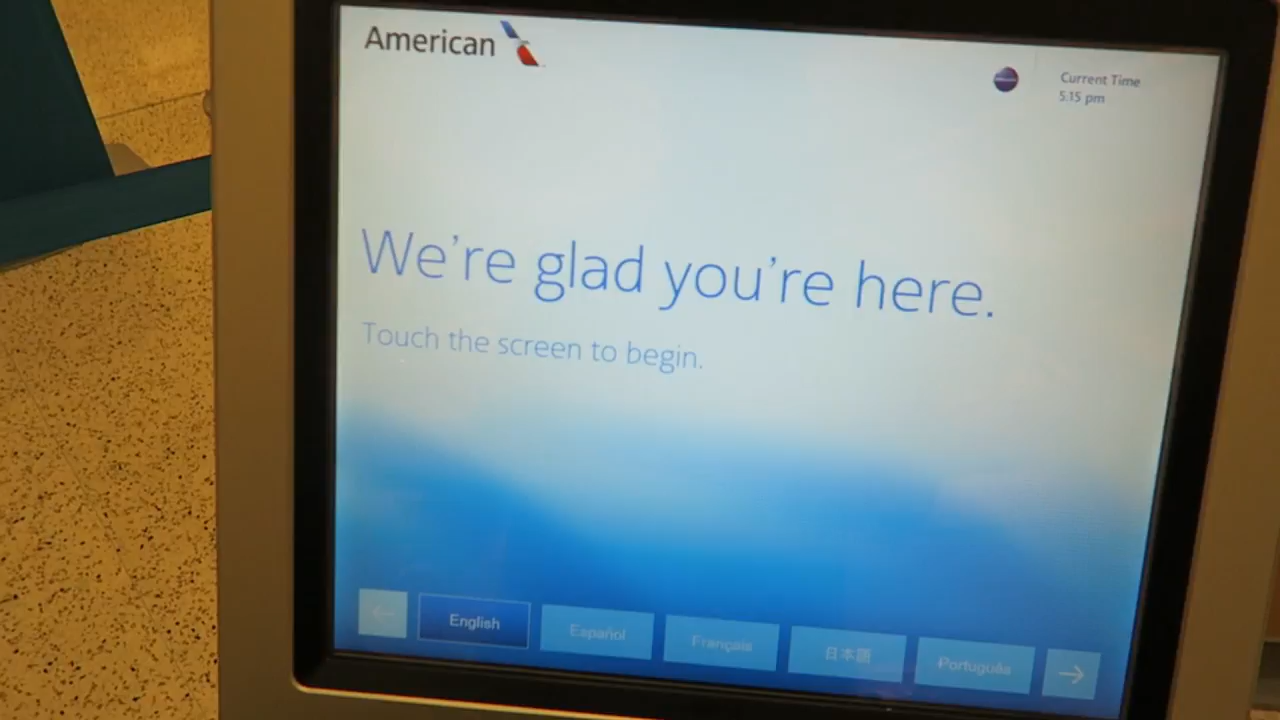 American
Current Time
5:15 pm
We're glad you're here.
Touch the screen to begin.
English
Español
Français
日本語
Português